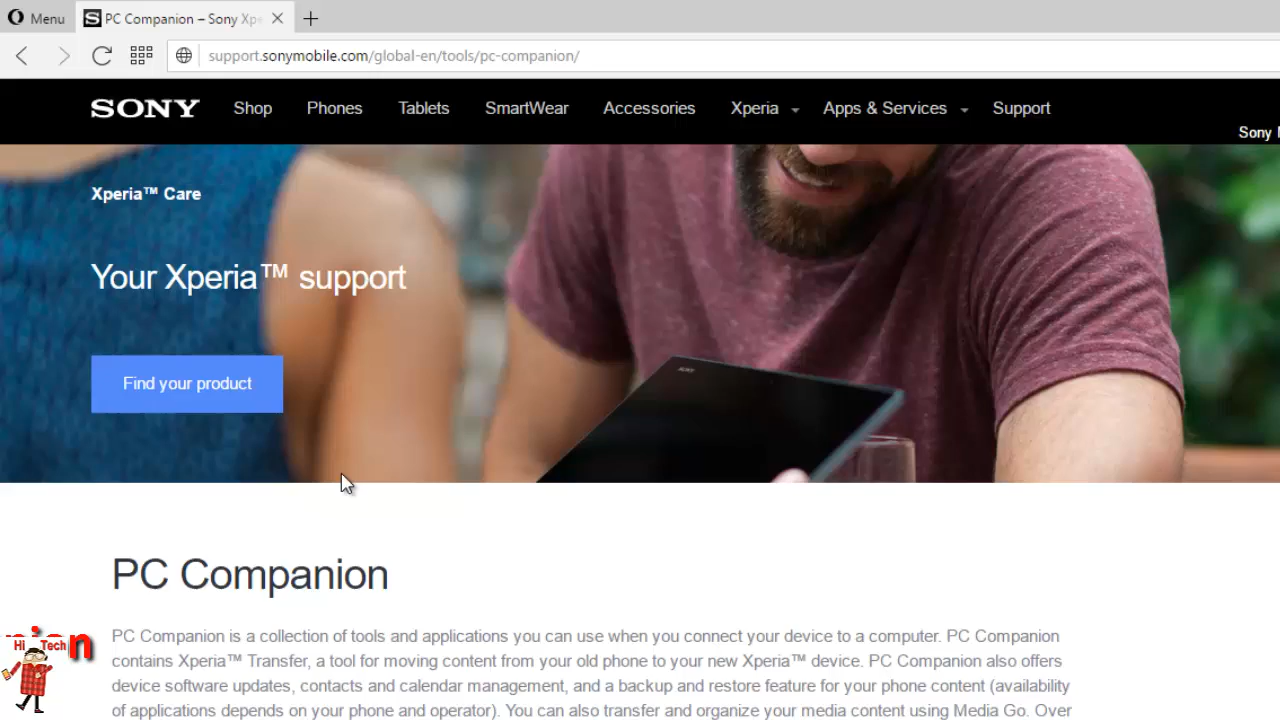 Menu
PC Companion – Sony Xpe
support.sonymobile.com/global-en/tools/pc-companion/
SONY Shop Phones Tablets SmartWear Accessories Xperia Apps & Services Support
Sony
Xperia™ Care
Your Xperia™ support
SONY
Find your product
PC Companion
PC Companion is a collection of tools and applications you can use when you connect your device to a computer. PC Companion
contains Xperia™ Transfer, a tool for moving content from your old phone to your new Xperia™ device. PC Companion also offers
device software updates, contacts and calendar management, and a backup and restore feature for your phone content (availability
of applications depends on your phone and operator). You can also transfer and organize your media content using Media Go. Over
Hi Tech